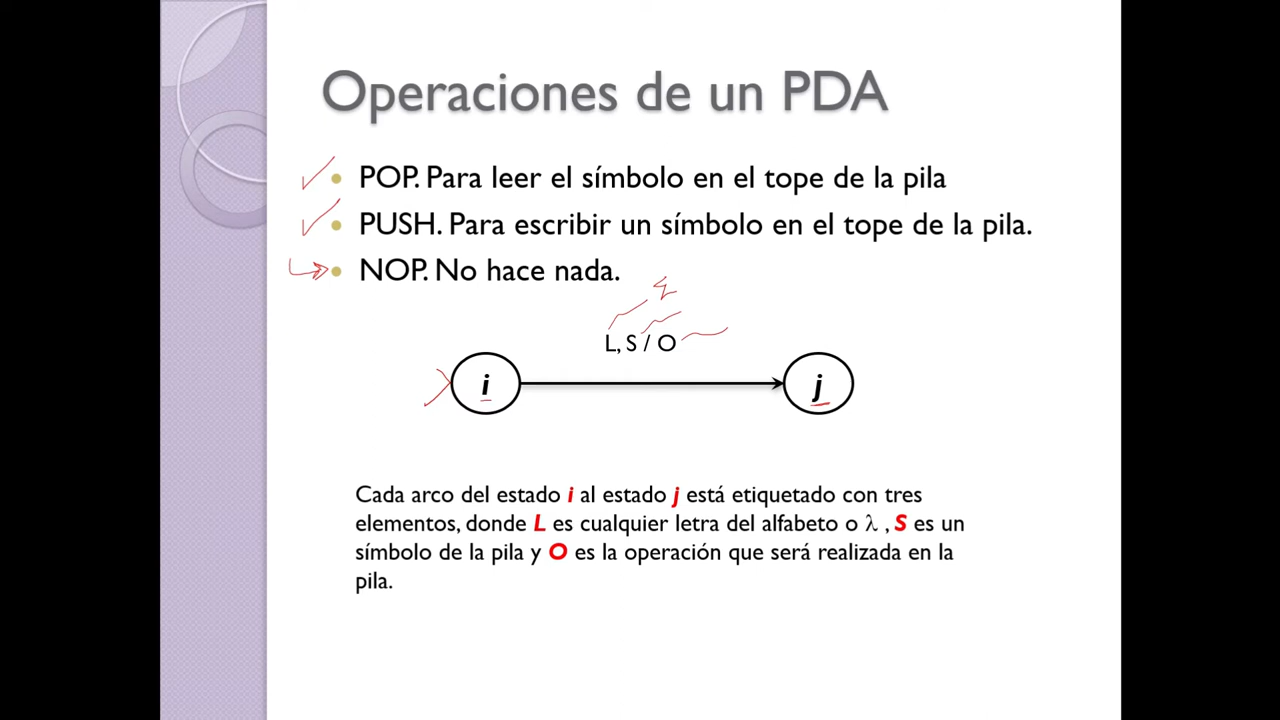 Operaciones de un PDA
POP. Para leer el símbolo en el tope de la pila
PUSH. Para escribir un símbolo en el tope de la pila.
NOP. No hace nada.
L, S / O
i
j
Cada arco del estado i al estado j está etiquetado con tres
elementos, donde L es cualquier letra del alfabeto o λ , S es un
símbolo de la pila y O es la operación que será realizada en la
pila.